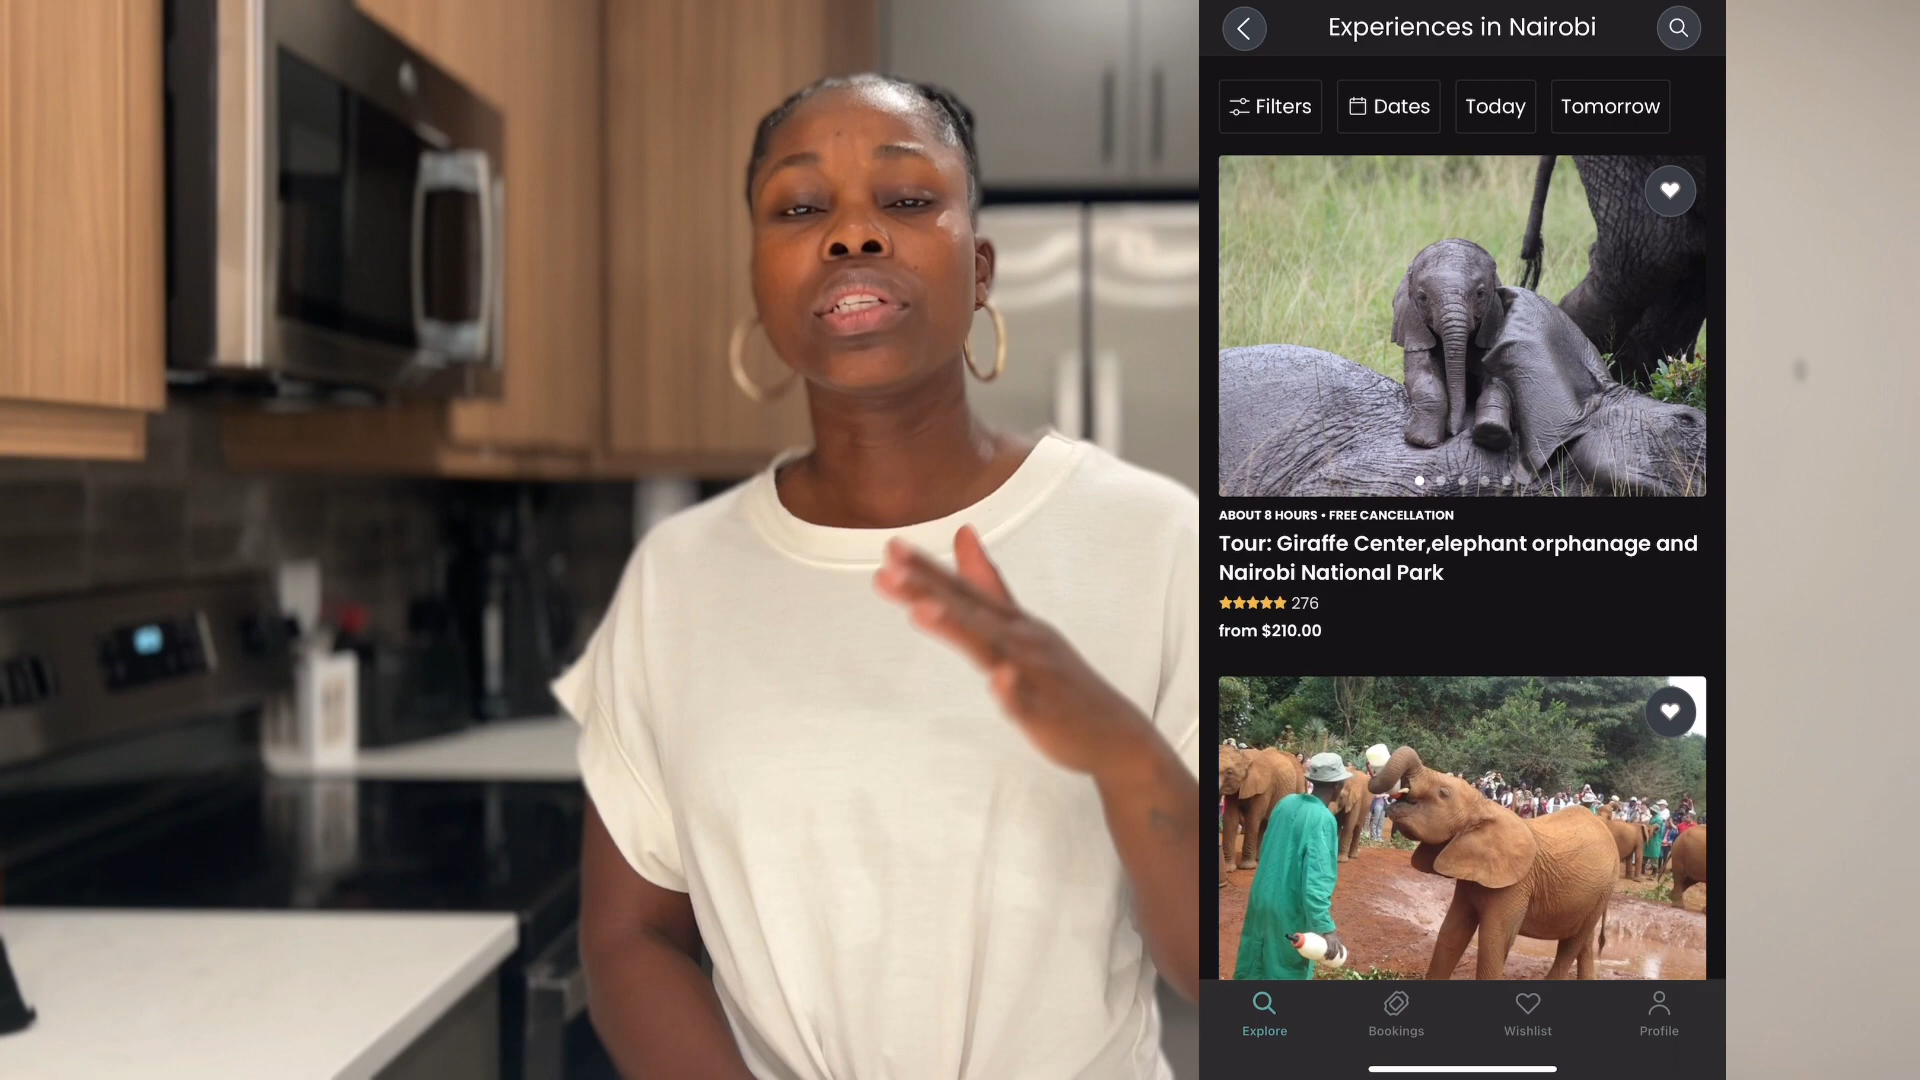 Experiences in Nairobi
Filters
Dates
Today
Tomorrow
ABOUT 8 HOURS • FREE CANCELLATION
Tour: Giraffe Center,elephant orphanage and
Nairobi National Park
276
from $210.00
Explore
Bookings
Wishlist
Profile